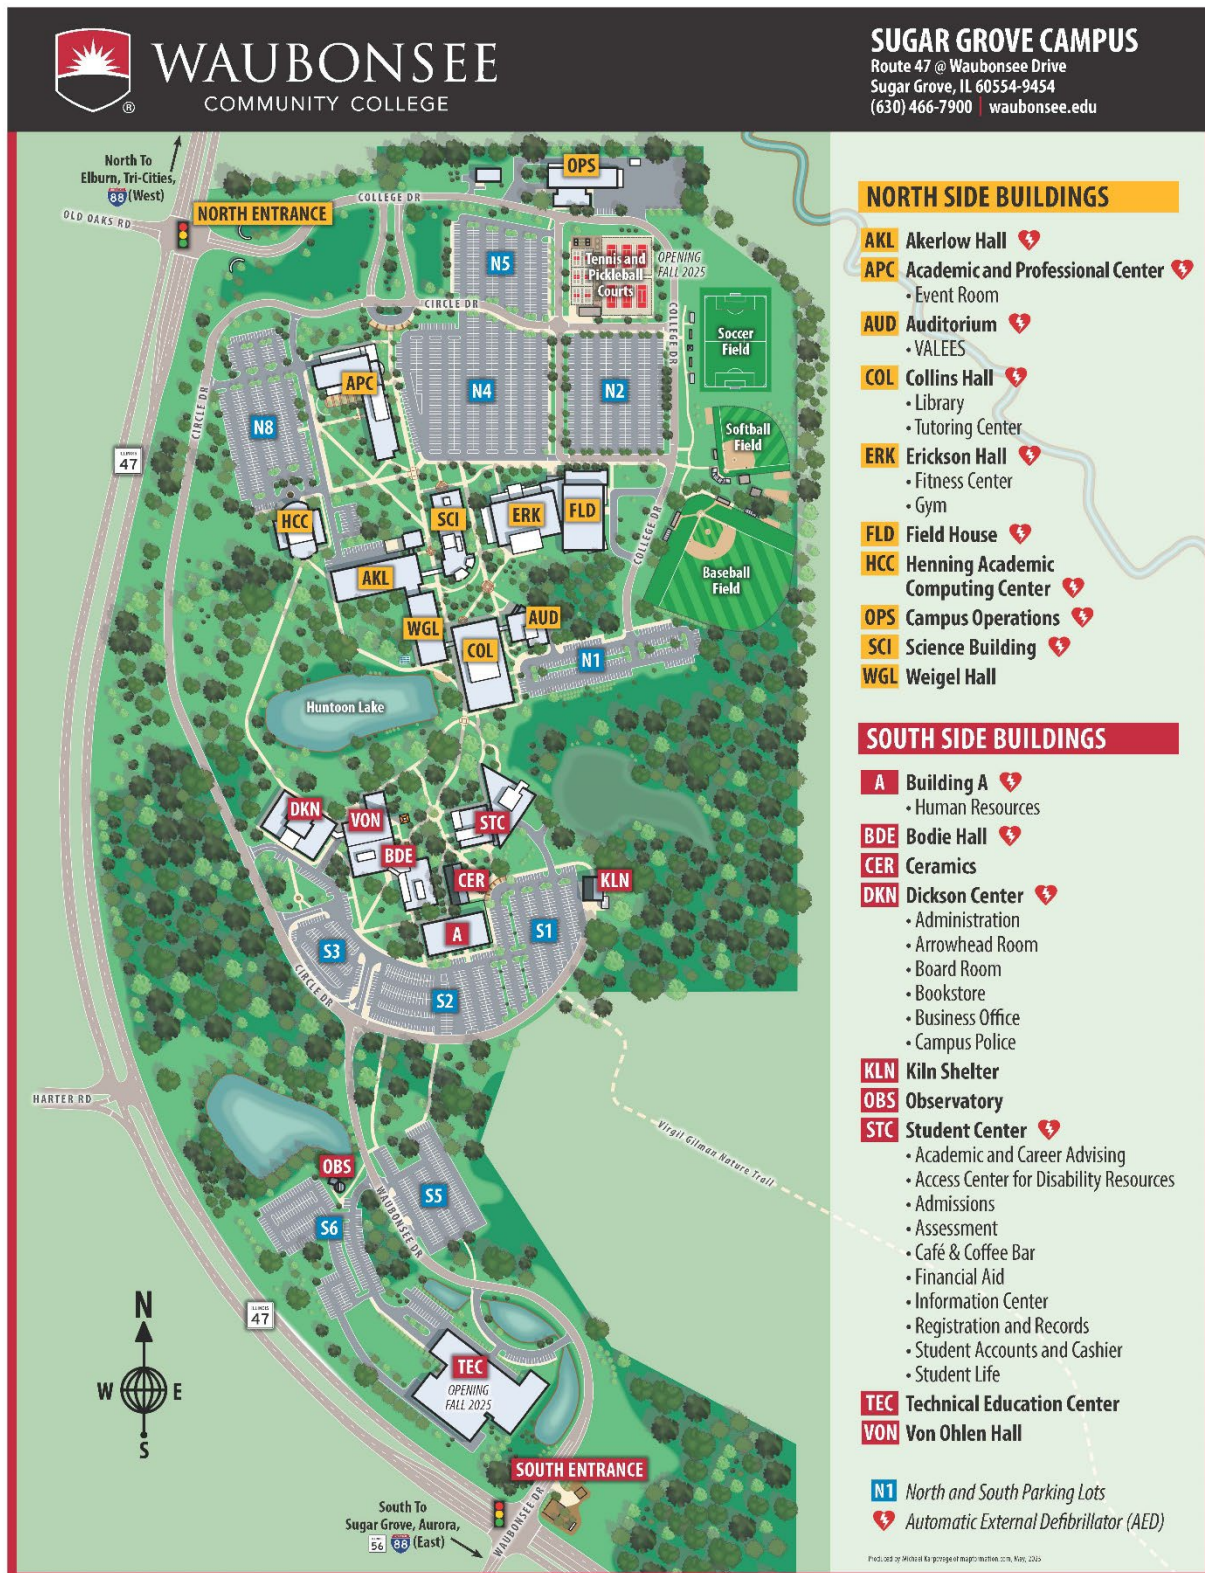 WAUBONSEE
COMMUNITY COLLEGE
®
SUGAR GROVE CAMPUS
Route 47 @ Waubonsee Drive
Sugar Grove, IL 60554-9454
(630) 466-7900 | waubonsee.edu
North To
Elburn, Tri-Cities,
88 (West)
OLD OAKS RD
NORTH ENTRANCE
COLLEGE DR
OPS
N5
Tennis and
Pickleball
Courts
OPENING
FALL 2025
CIRCLE DR
COLLEGE DR
Soccer
Field
CIRCLE DR
APC
N4
N2
N8
Softball
Field
ILLINOIS
47
HCC
SCI
ERK
FLD
COLLEGE DR
AKL
Baseball
Field
WGL
AUD
COL
N1
Huntoon Lake
DKN
VON
STC
BDE
CER
KLN
A
S1
S3
CIRCLE DR
S2
HARTER RD
Virgil Gilman Nature Trail
OBS
S5
S6
WAUBONSEE DR
ILLINOIS
47
N
W
E
S
TEC
OPENING
FALL 2025
SOUTH ENTRANCE
South To
Sugar Grove, Aurora,
56 88 (East)
WAUBONSEE DR
NORTH SIDE BUILDINGS
AKL Akerlow Hall
APC Academic and Professional Center
• Event Room
AUD Auditorium
• VALEES
COL Collins Hall
• Library
• Tutoring Center
ERK Erickson Hall
• Fitness Center
• Gym
FLD Field House
HCC Henning Academic
Computing Center
OPS Campus Operations
SCI Science Building
WGL Weigel Hall
SOUTH SIDE BUILDINGS
A Building A
• Human Resources
BDE Bodie Hall
CER Ceramics
DKN Dickson Center
• Administration
• Arrowhead Room
• Board Room
• Bookstore
• Business Office
• Campus Police
KLN Kiln Shelter
OBS Observatory
STC Student Center
• Academic and Career Advising
• Access Center for Disability Resources
• Admissions
• Assessment
• Café & Coffee Bar
• Financial Aid
• Information Center
• Registration and Records
• Student Accounts and Cashier
• Student Life
TEC Technical Education Center
VON Von Ohlen Hall
N1 North and South Parking Lots
Automatic External Defibrillator (AED)
Produced by Michael Karpovage of mapformation.com, May, 2025